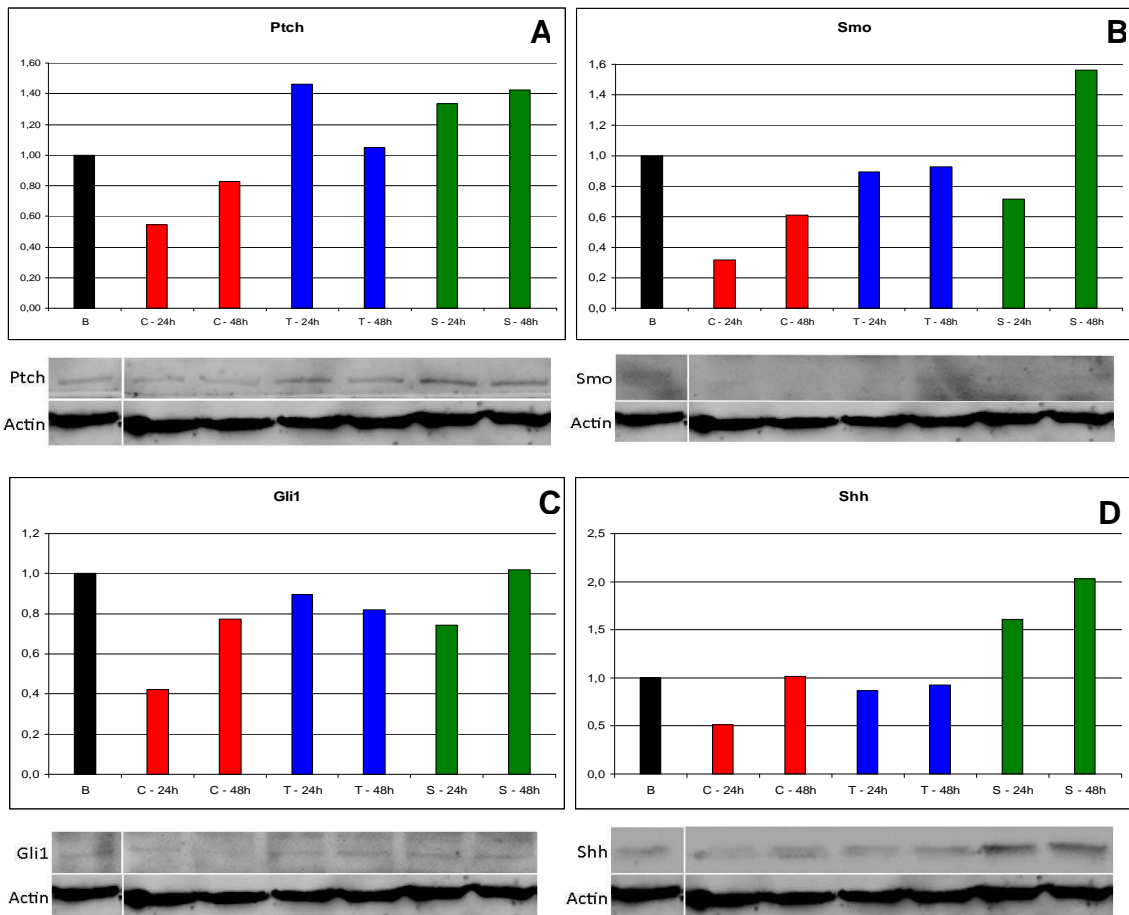 Ptch
A
1,60
1,40
1,20
1,00
0,80
0,60
0,40
0,20
0,00
B C - 24h C - 48h T - 24h T - 48h S - 24h S - 48h
Ptch
Actin
Smo
B
1,6
1,4
1,2
1,0
0,8
0,6
0,4
0,2
0,0
B C - 24h C - 48h T - 24h T - 48h S - 24h S - 48h
Smo
Actin
Gli1
C
1,2
1,0
0,8
0,6
0,4
0,2
0,0
B C - 24h C - 48h T - 24h T - 48h S - 24h S - 48h
Gli1
Actin
Shh
D
2,5
2,0
1,5
1,0
0,5
0,0
B C - 24h C - 48h T - 24h T - 48h S - 24h S - 48h
Shh
Actin